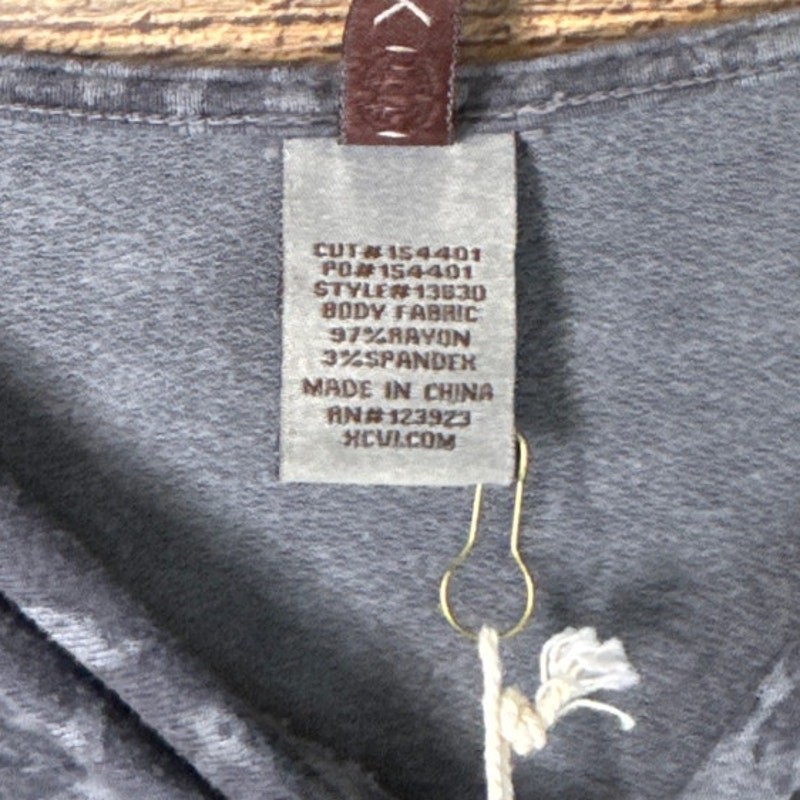 CUT#154401
PO#154401
STYLE#13630
BODY FABRIC
97%RAYON
3%SPANDEX
MADE IN CHINA
RN#123923
XCVI.COM